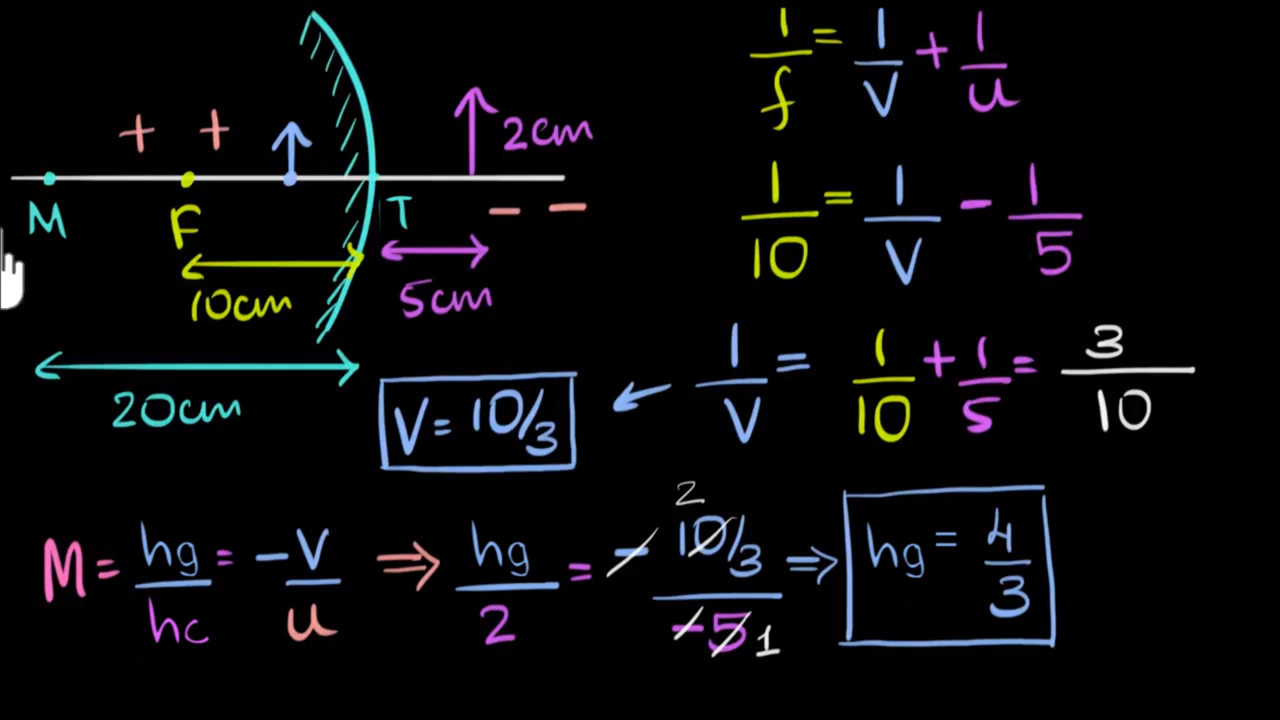 + +
2cm
M F T - -
10cm
5cm
20cm
1/f = 1/V + 1/u
1/10 = 1/V - 1/5
1/V = 1/10 + 1/5 = 3/10
V = 10/3
M = hg/hc = -V/u ⇒ hg/2 = - 10/3 / -5 ⇒ hg = 4/3
2
1